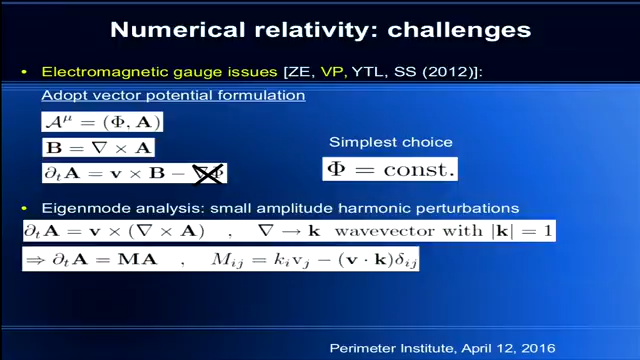 Numerical relativity: challenges
• Electromagnetic gauge issues [ZE, VP, YTL, SS (2012)]:
Adopt vector potential formulation
𝒜^μ = (Φ, A)
B = ∇ × A
Simplest choice
∂_t A = v × B − ∇Φ
Φ = const.
• Eigenmode analysis: small amplitude harmonic perturbations
∂_t A = v × (∇ × A) , ∇ → k wavevector with |k| = 1
⇒ ∂_t A = MA , M_ij = k_i v_j − (v · k)δ_ij
Perimeter Institute, April 12, 2016